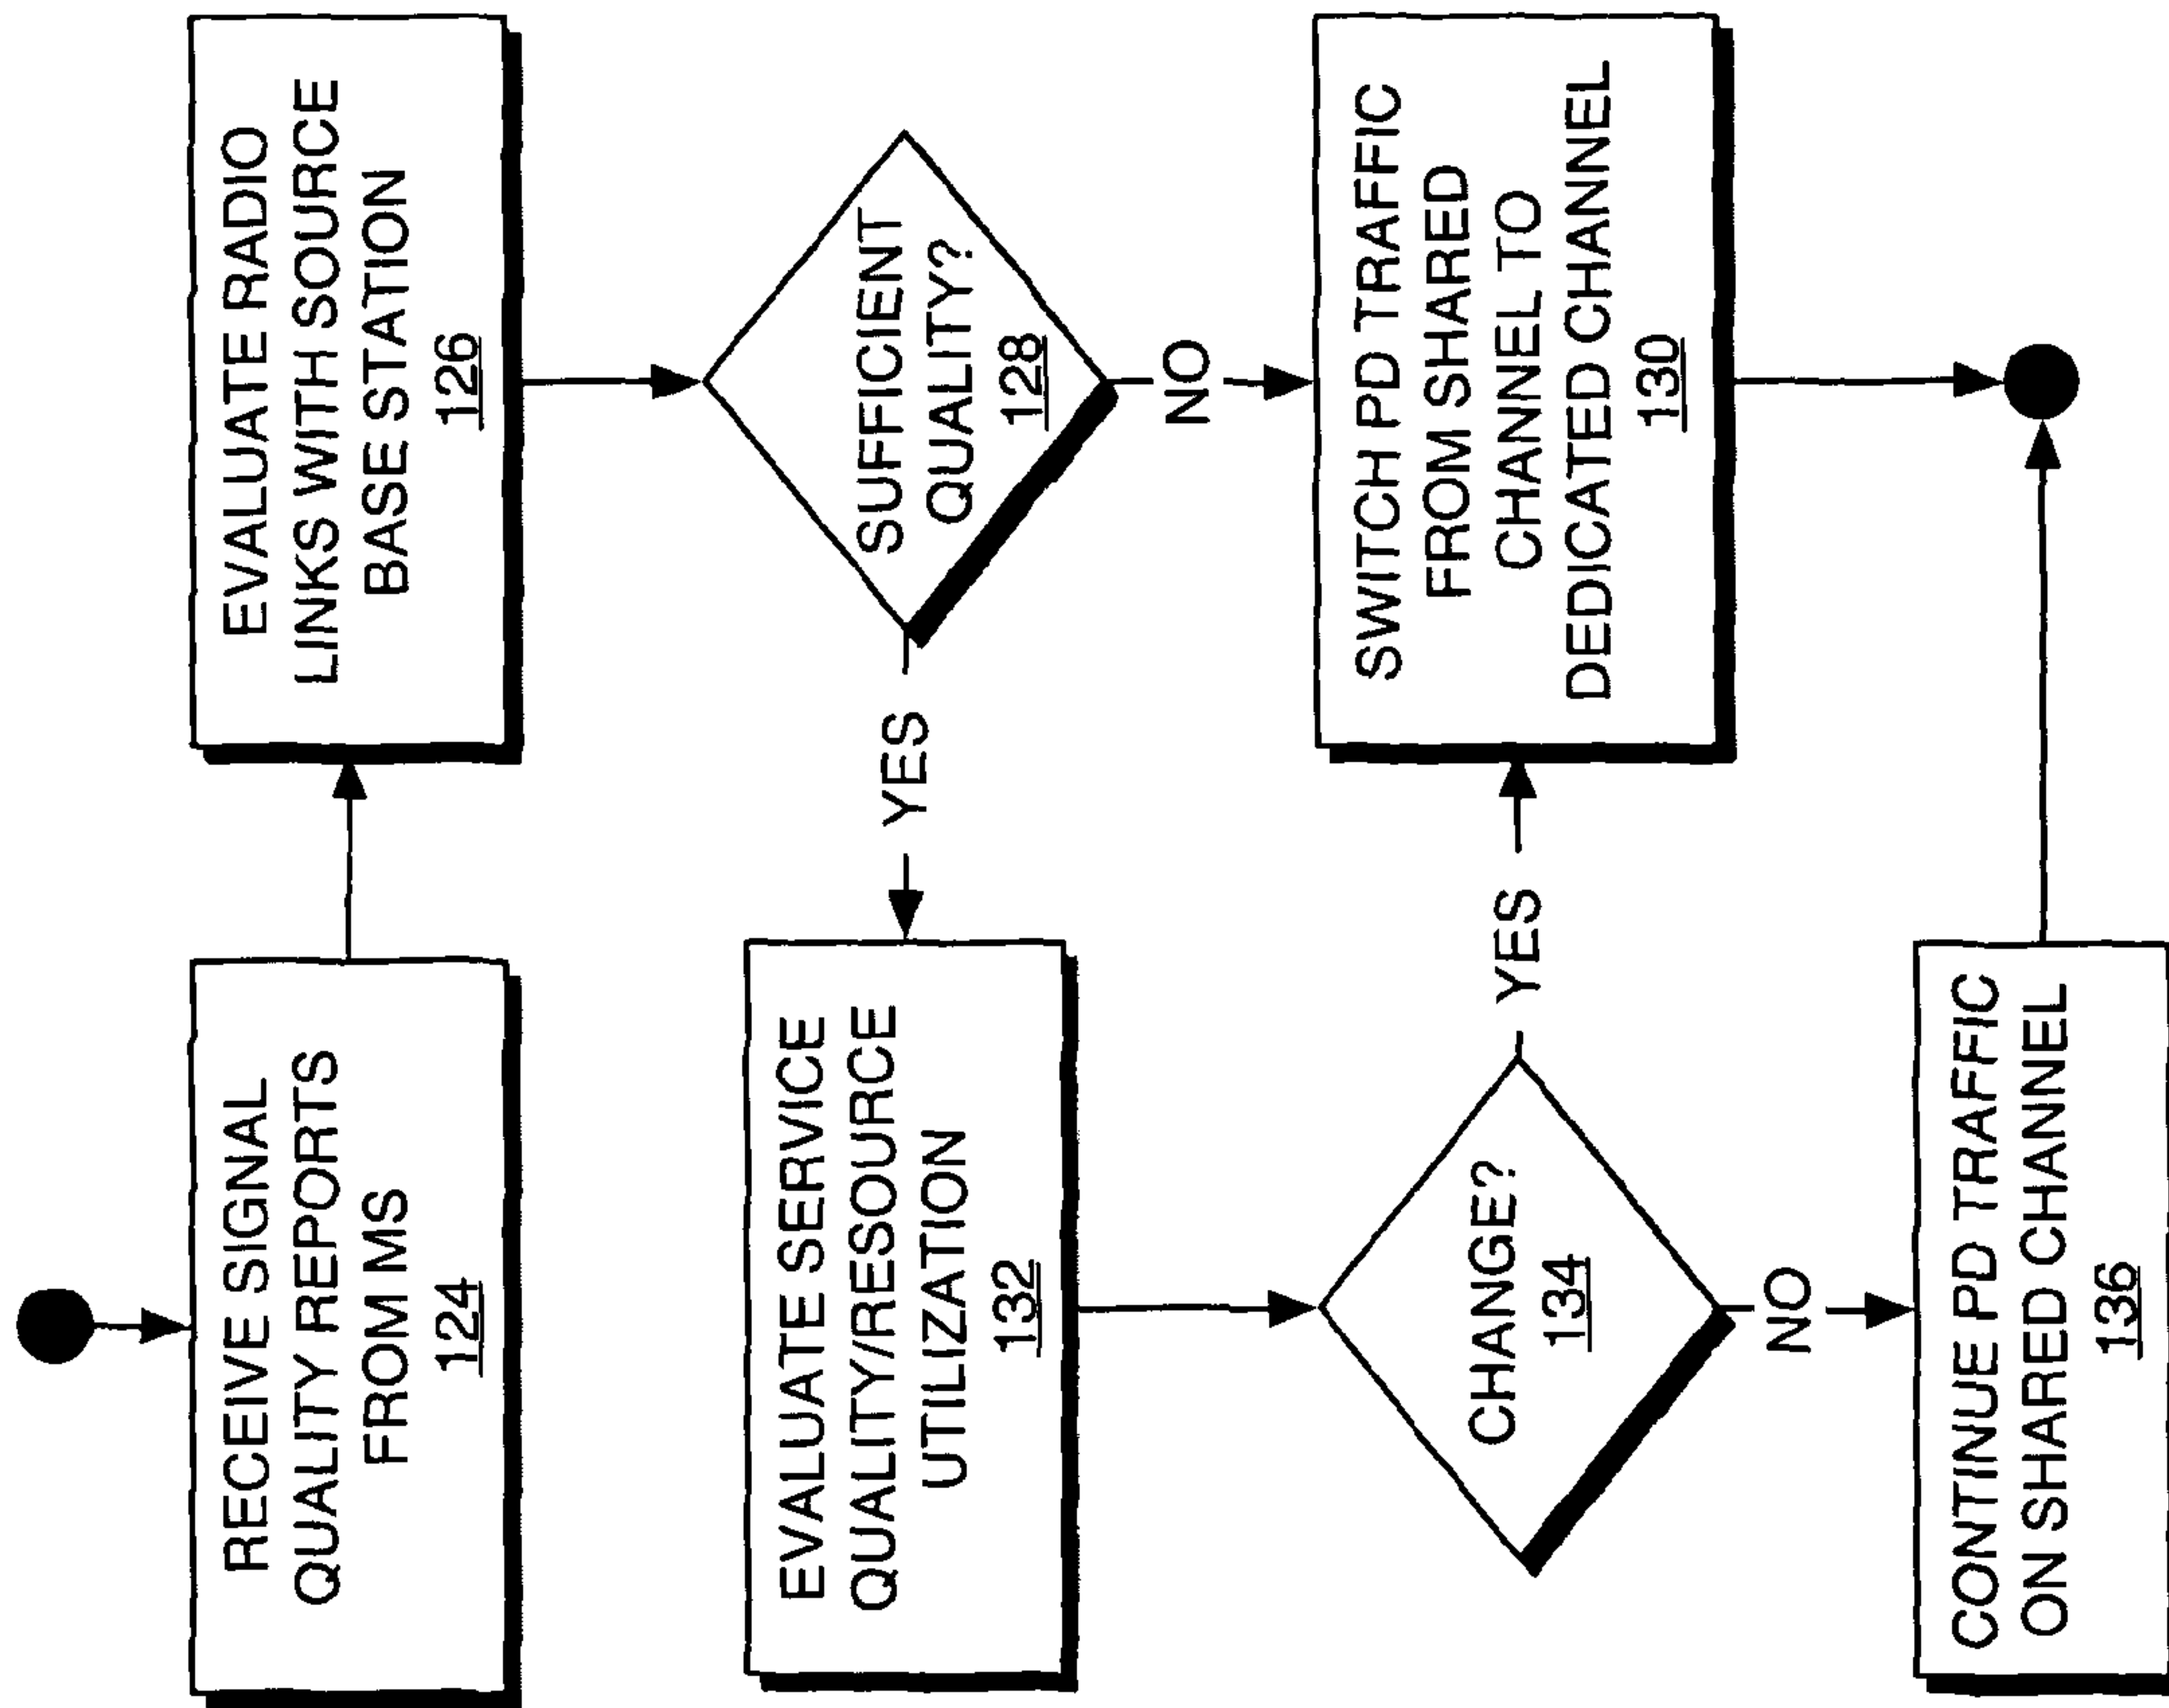 RECEIVE SIGNAL
QUALITY REPORTS
FROM MS
124
EVALUATE RADIO
LINKS WITH SOURCE
BASE STATION
126
SUFFICIENT
QUALITY?
128
YES
NO
EVALUATE SERVICE
QUALITY/RESOURCE
UTILIZATION
132
CHANGE?
134
YES
NO
SWITCH PD TRAFFIC
FROM SHARED
CHANNEL TO
DEDICATED CHANNEL
130
CONTINUE PD TRAFFIC
ON SHARED CHANNEL
136